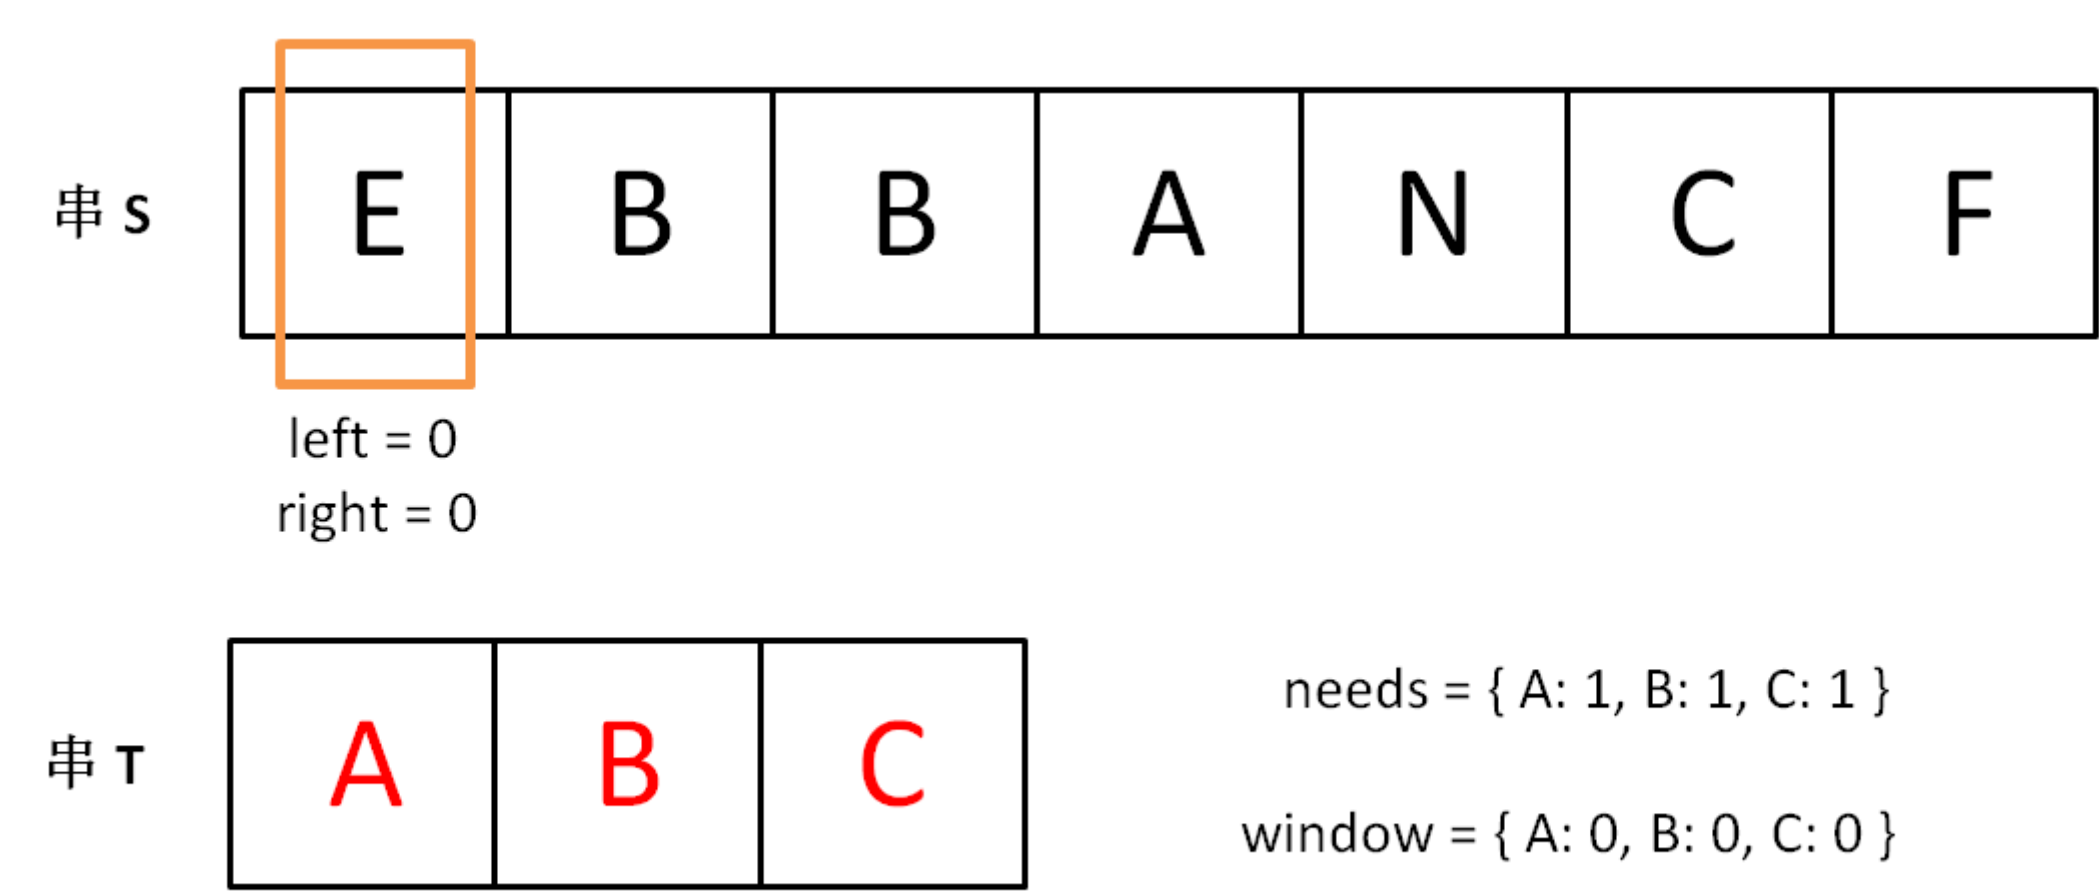 串 S E B B A N C F
left = 0
right = 0
串 T A B C
needs = { A: 1, B: 1, C: 1 }
window = { A: 0, B: 0, C: 0 }